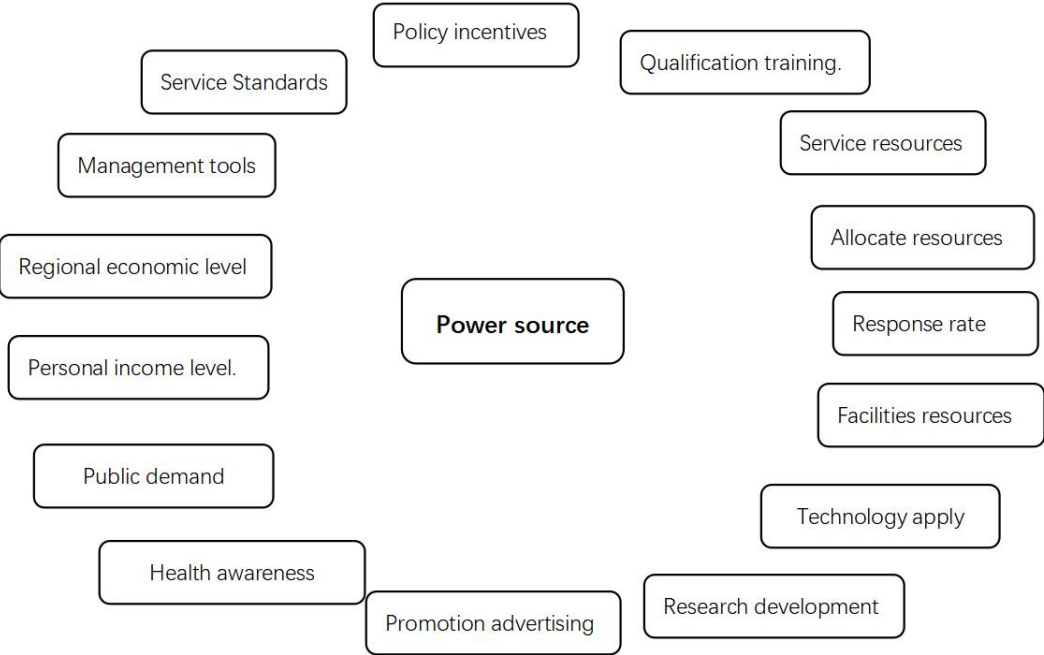 Policy incentives
Qualification training.
Service Standards
Service resources
Management tools
Allocate resources
Regional economic level
Response rate
Power source
Personal income level.
Facilities resources
Public demand
Technology apply
Health awareness
Research development
Promotion advertising